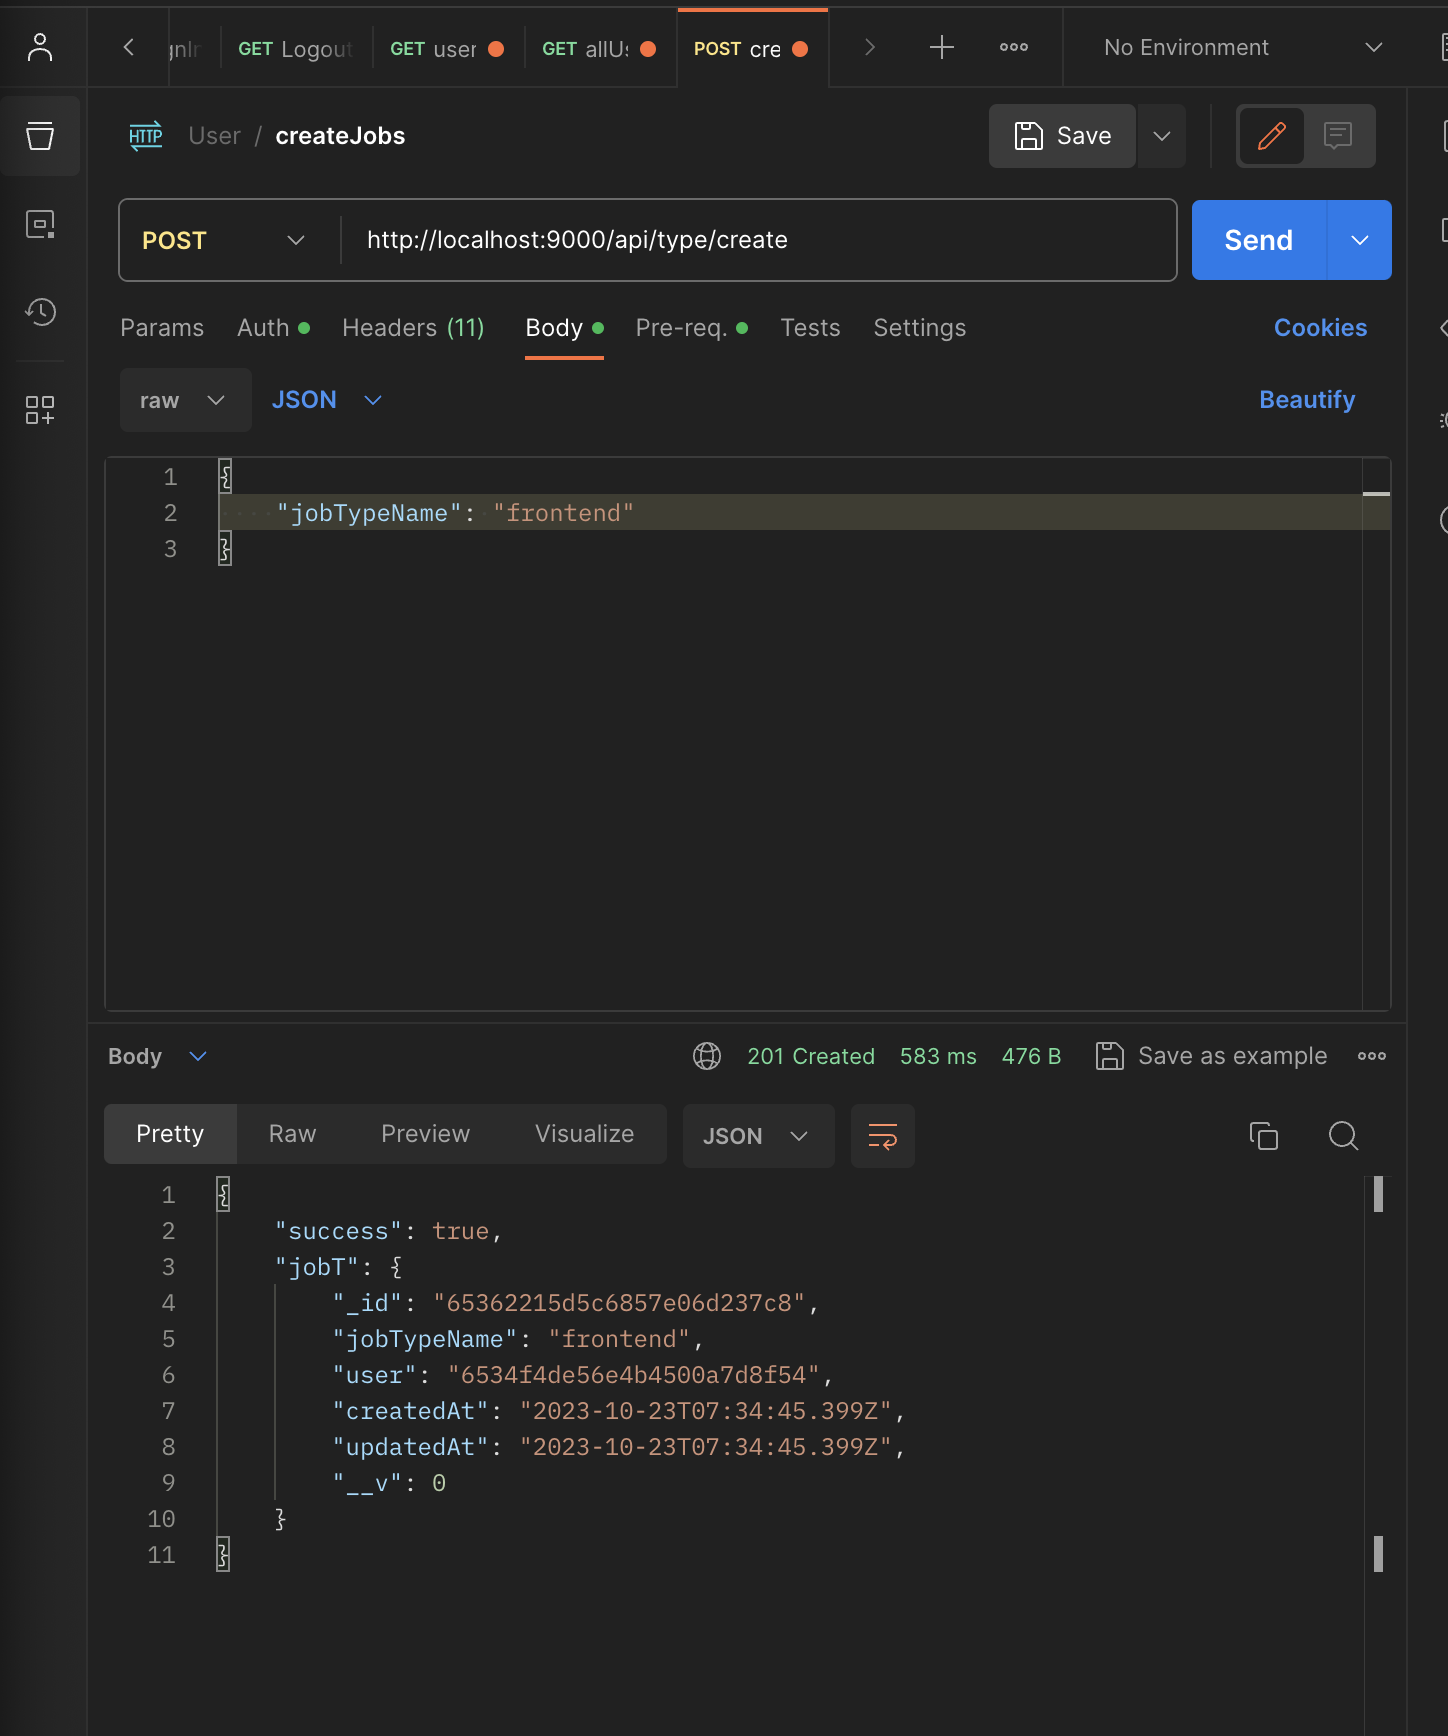 GET Logout GET user GET allUs POST cre No Environment
HTTP User / createJobs Save
POST http://localhost:9000/api/type/create Send
Params Auth Headers (11) Body Pre-req. Tests Settings Cookies
raw JSON Beautify
1 {
2 "jobTypeName": "frontend"
3 }
Body 201 Created 583 ms 476 B Save as example
Pretty Raw Preview Visualize JSON
1 {
2 "success": true,
3 "jobT": {
4 "_id": "65362215d5c6857e06d237c8",
5 "jobTypeName": "frontend",
6 "user": "6534f4de56e4b4500a7d8f54",
7 "createdAt": "2023-10-23T07:34:45.399Z",
8 "updatedAt": "2023-10-23T07:34:45.399Z",
9 "__v": 0
10 }
11 }